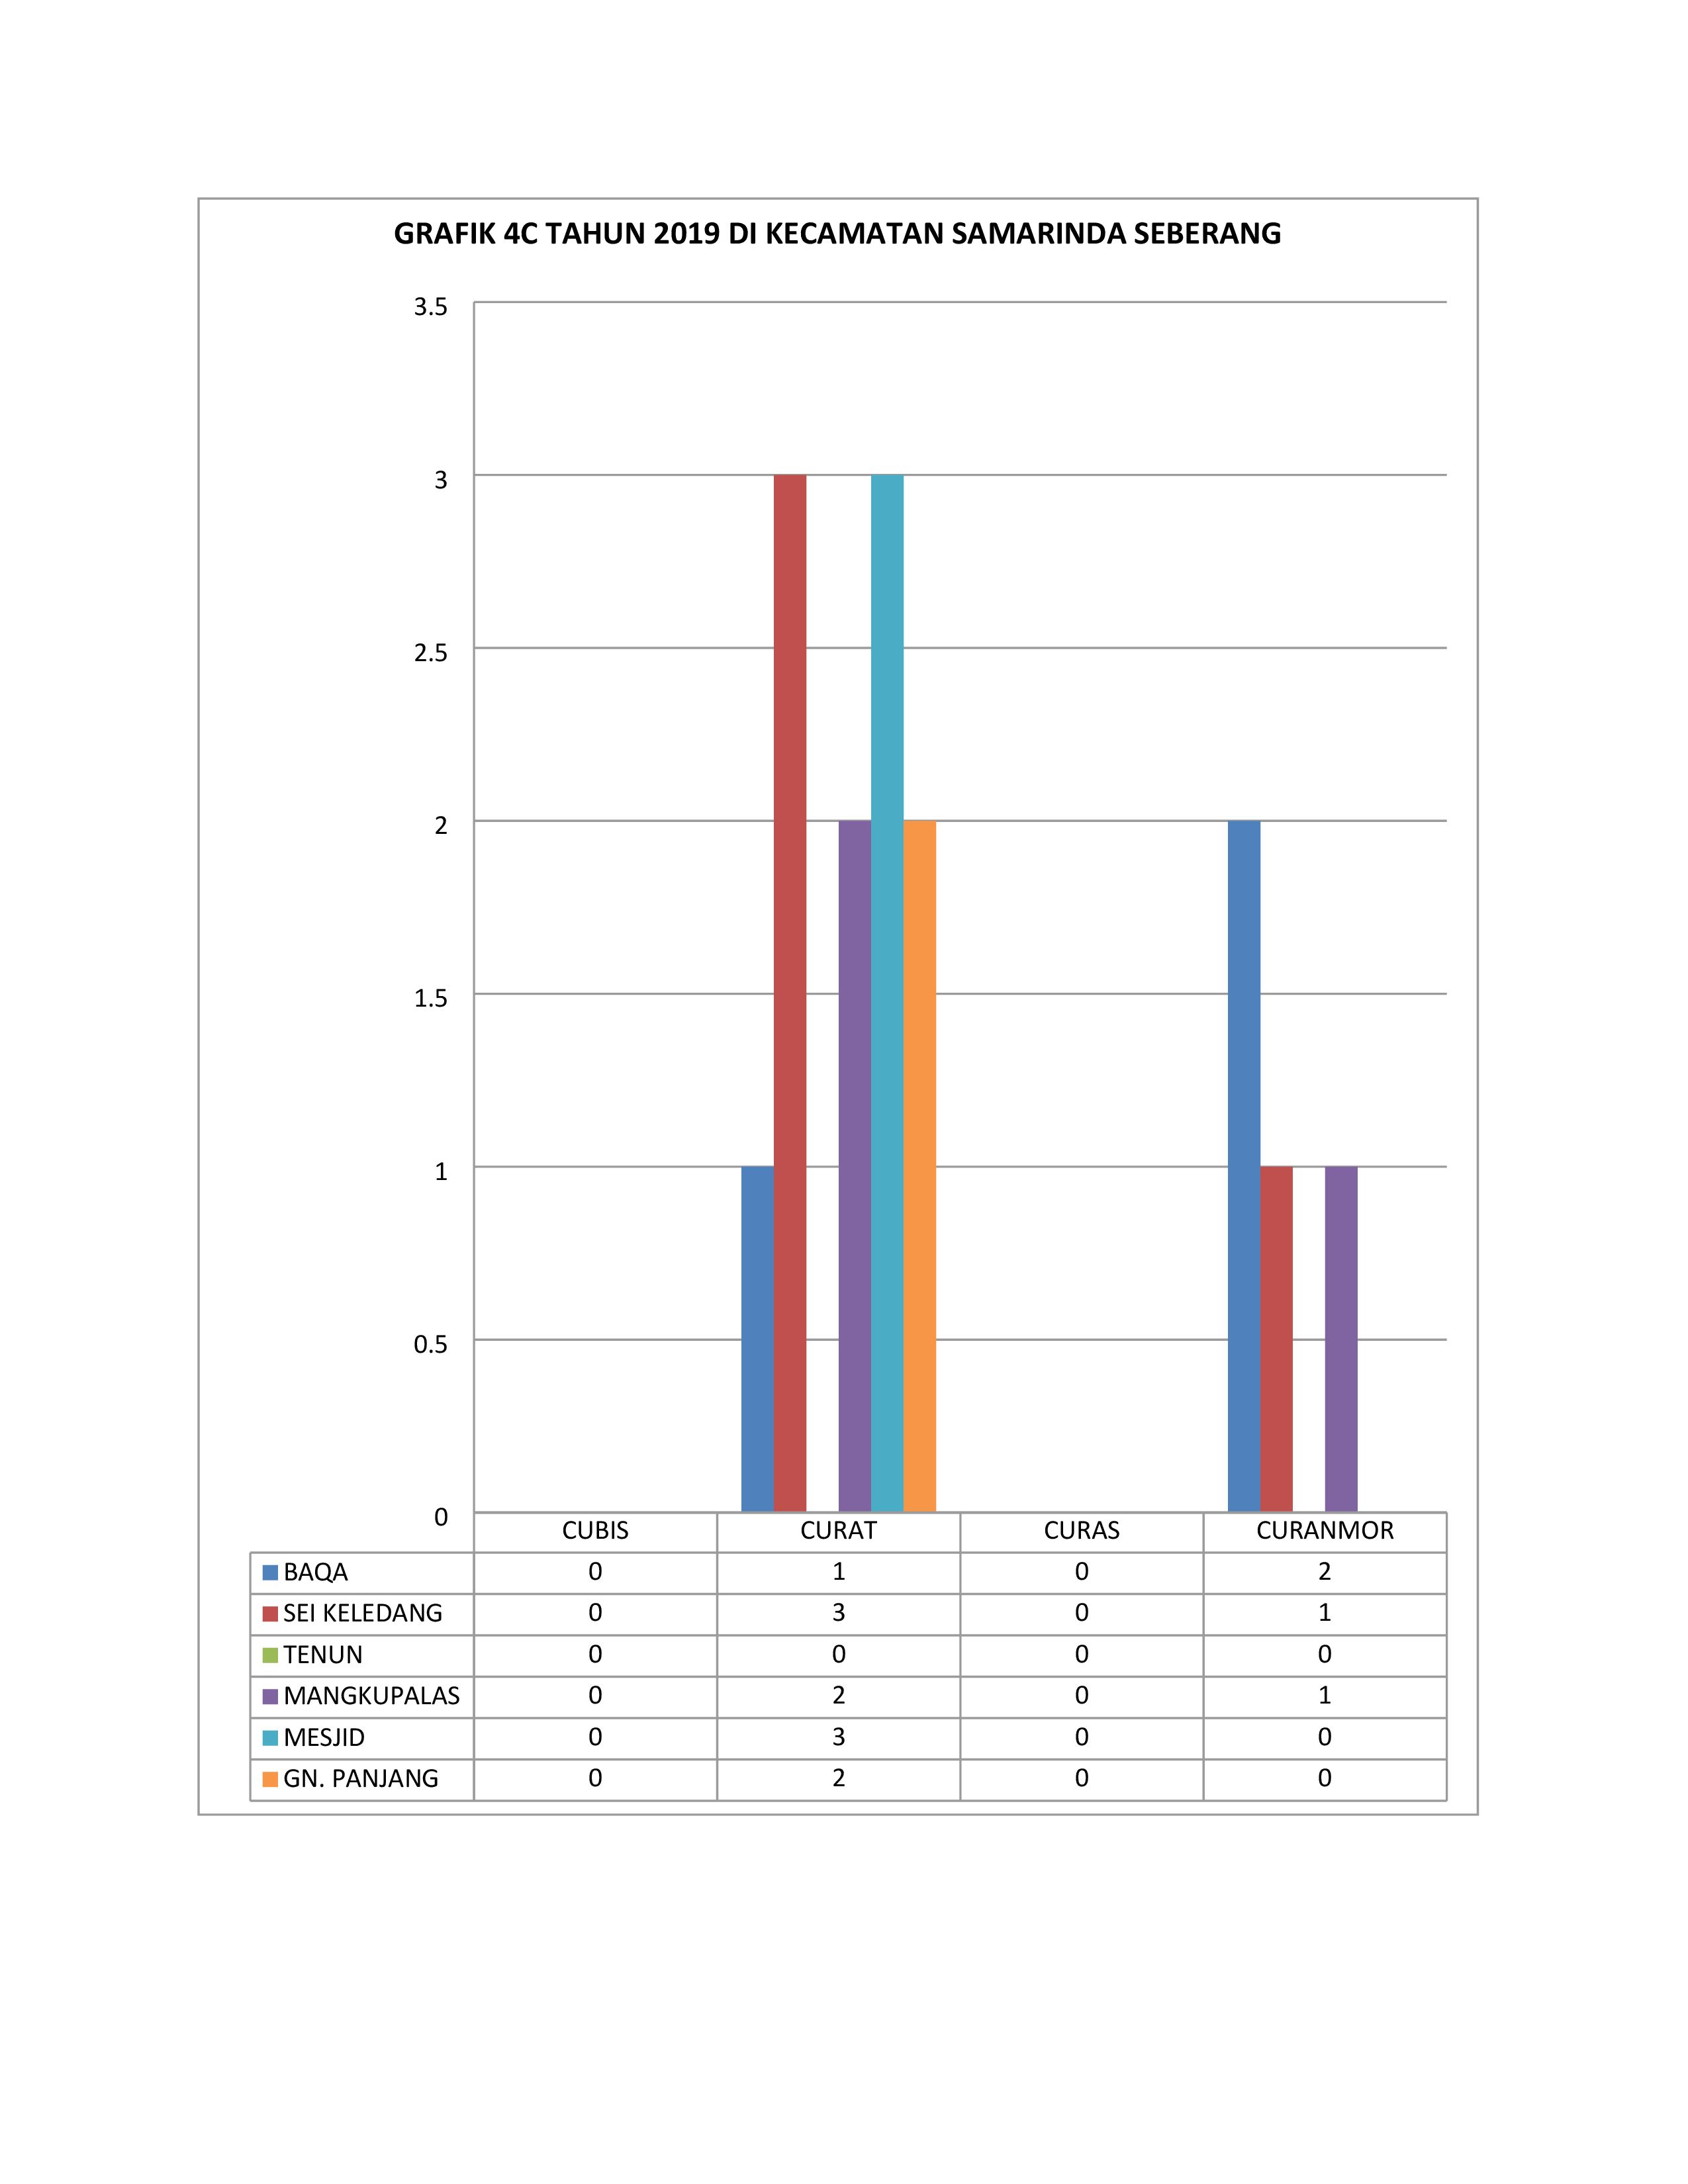 GRAFIK 4C TAHUN 2019 DI KECAMATAN SAMARINDA SEBERANG
3.5
3
2.5
2
1.5
1
0.5
0
CUBIS CURAT CURAS CURANMOR
BAQA 0 1 0 2
SEI KELEDANG 0 3 0 1
TENUN 0 0 0 0
MANGKUPALAS 0 2 0 1
MESJID 0 3 0 0
GN. PANJANG 0 2 0 0